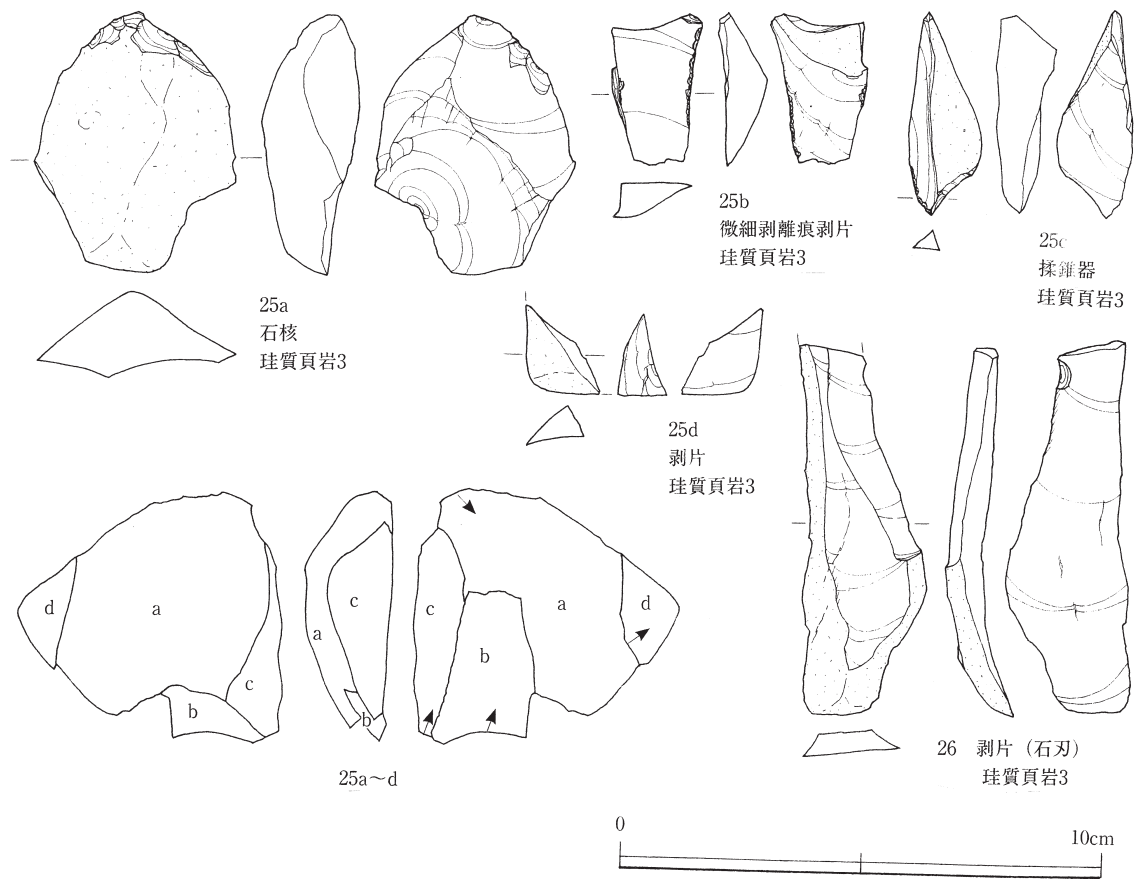 25a
石核
珪質頁岩3
25b
微細剥離痕剥片
珪質頁岩3
25c
揉錐器
珪質頁岩3
25d
剥片
珪質頁岩3
d
a
c
b
a
c
b
c
b
a
d
25a～d
26 剥片（石刃）
珪質頁岩3
0
10cm